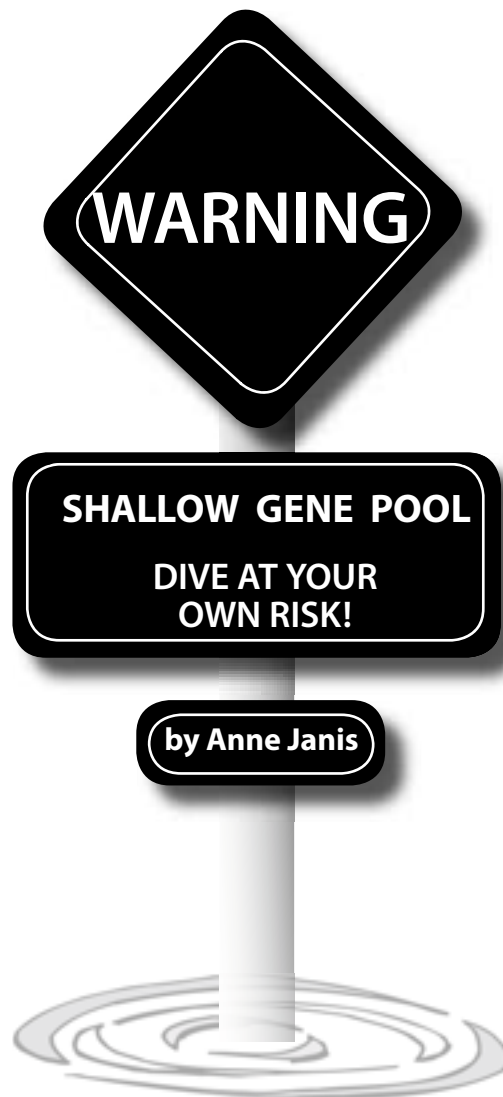 WARNING
SHALLOW GENE POOL
DIVE AT YOUR
OWN RISK!
by Anne Janis